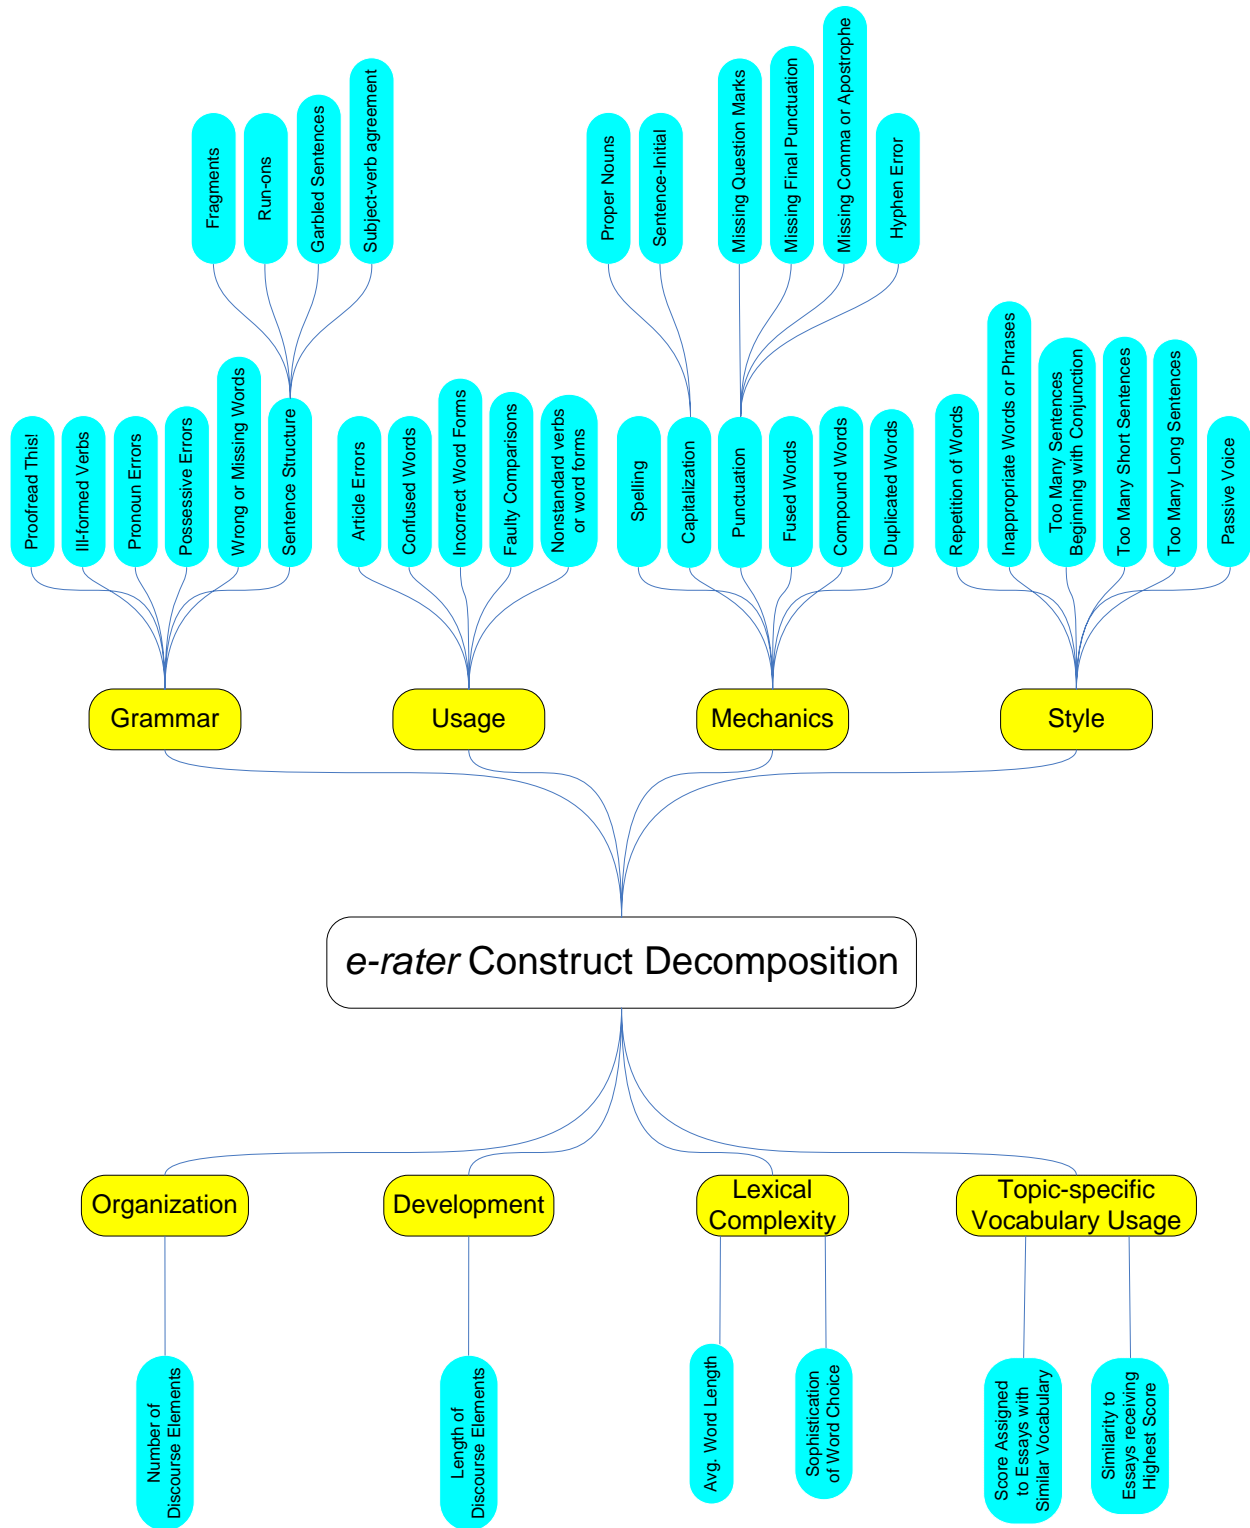 Fragments
Run-ons
Garbled Sentences
Subject-verb agreement
Proper Nouns
Sentence-Initial
Missing Question Marks
Missing Final Punctuation
Missing Comma or Apostrophe
Hyphen Error
Proofread This!
Ill-formed Verbs
Pronoun Errors
Possessive Errors
Wrong or Missing Words
Sentence Structure
Article Errors
Confused Words
Incorrect Word Forms
Faulty Comparisons
Nonstandard verbs
or word forms
Spelling
Capitalization
Punctuation
Fused Words
Compound Words
Duplicated Words
Repetition of Words
Inappropriate Words or Phrases
Too Many Sentences
Beginning with Conjunction
Too Many Short Sentences
Too Many Long Sentences
Passive Voice
Grammar
Usage
Mechanics
Style
e-rater Construct Decomposition
Organization
Development
Lexical
Complexity
Topic-specific
Vocabulary Usage
Number of
Discourse Elements
Length of
Discourse Elements
Avg. Word Length
Sophistication
of Word Choice
Score Assigned
to Essays with
Similar Vocabulary
Similarity to
Essays receiving
Highest Score